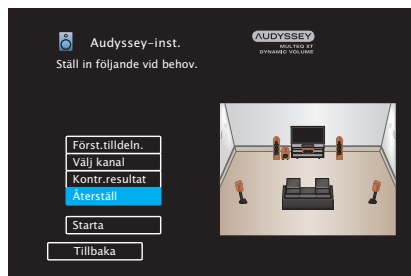 Audyssey-inst.
AUDYSSEY
MULTEQ XT
DYNAMIC VOLUME
Ställ in följande vid behov.
Först.tilldeln.
Välj kanal
Kontr.resultat
Återställ
Starta
Tillbaka